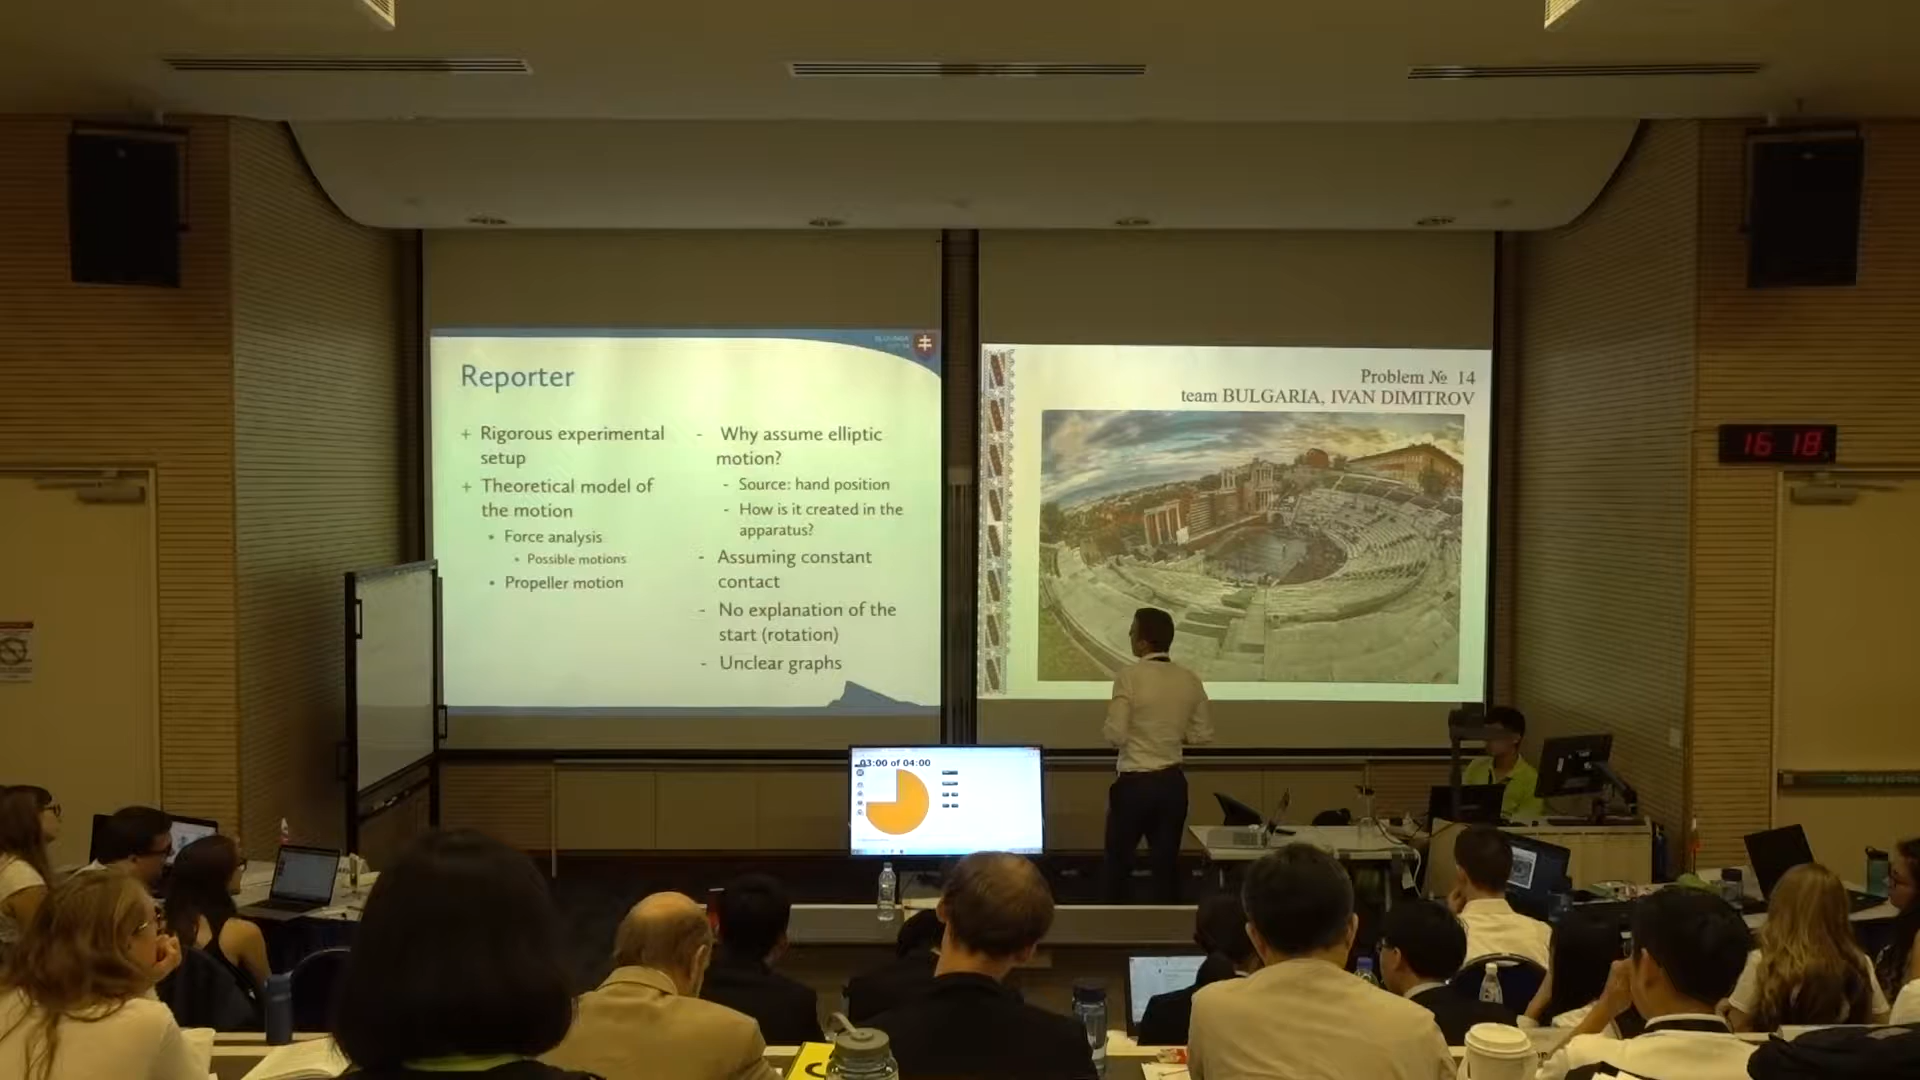 Reporter
+ Rigorous experimental
setup
+ Theoretical model of
the motion
• Force analysis
• Possible motions
• Propeller motion
- Why assume elliptic
motion?
- Source: hand position
- How is it created in the
apparatus?
- Assuming constant
contact
- No explanation of the
start (rotation)
- Unclear graphs
Problem № 14
team BULGARIA, IVAN DIMITROV
16 18
03:00 of 04:00